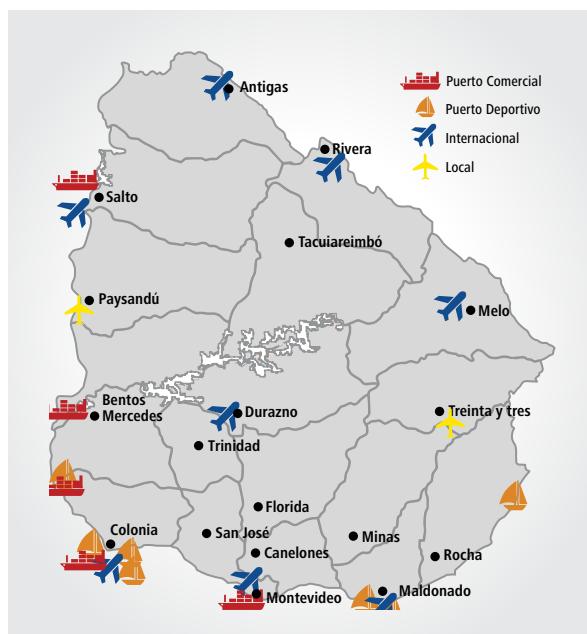 Antigas
Puerto Comercial
Puerto Deportivo
Internacional
Local
Rivera
Salto
Tacuiareimbó
Paysandú
Melo
Bentos
Mercedes
Durazno
Treinta y tres
Trinidad
Florida
Colonia
San José
Minas
Canelones
Rocha
Montevideo
Maldonado